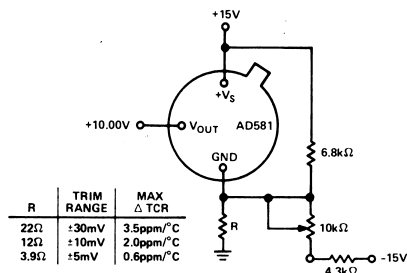 +15V
+VS
+10.00V
VOUT
AD581
GND
6.8kΩ
R
10kΩ
-15V
4.3kΩ
R TRIM RANGE MAX Δ TCR
22Ω ±30mV 3.5ppm/°C
12Ω ±10mV 2.0ppm/°C
3.9Ω ±5mV 0.6ppm/°C